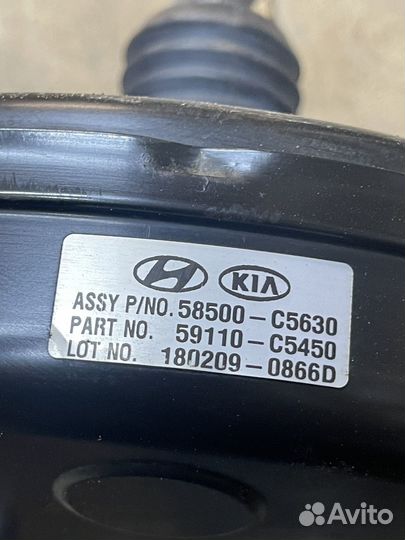 KIA
ASSY P/NO. 58500-C5630
PART NO. 59110-C5450
LOT NO. 180209-0866D
Avito